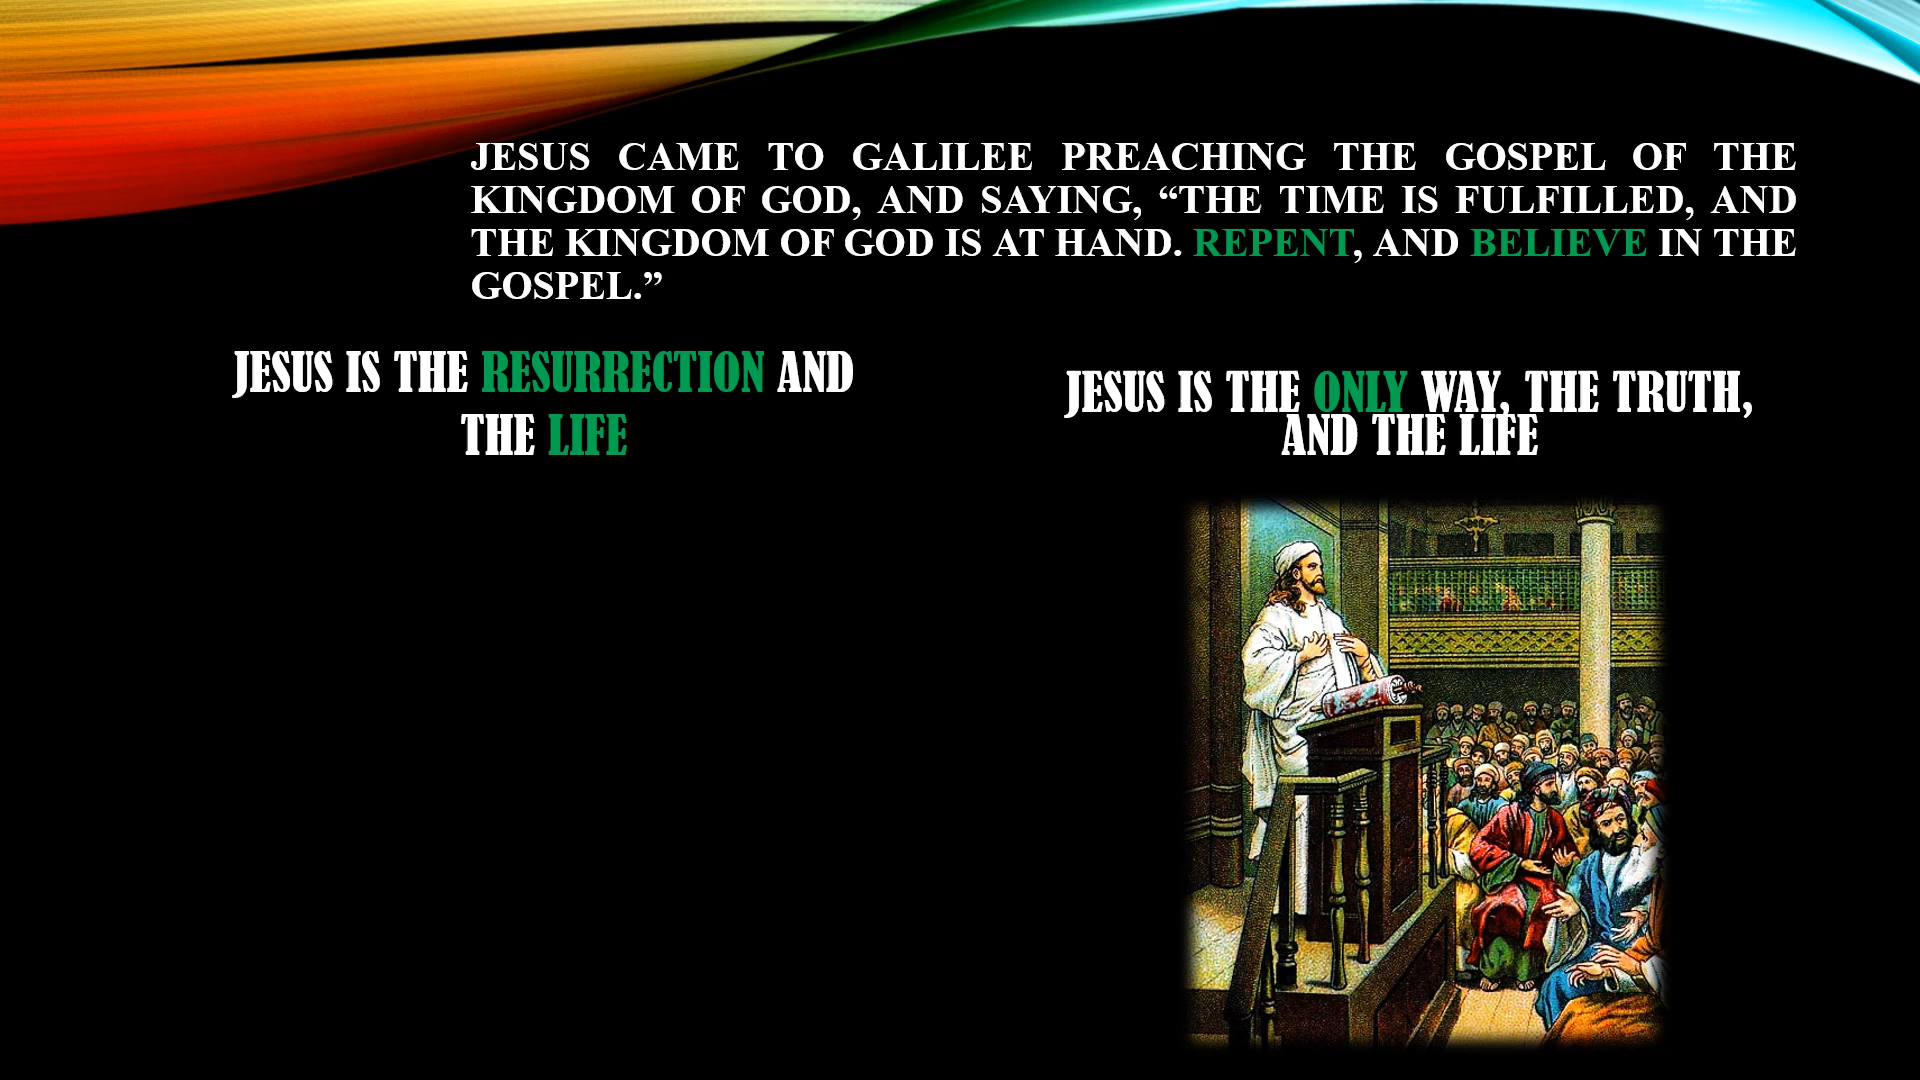 JESUS CAME TO GALILEE PREACHING THE GOSPEL OF THE
KINGDOM OF GOD, AND SAYING, “THE TIME IS FULFILLED, AND
THE KINGDOM OF GOD IS AT HAND. REPENT, AND BELIEVE IN THE
GOSPEL.”
JESUS IS THE RESURRECTION AND
THE LIFE
JESUS IS THE ONLY WAY, THE TRUTH,
AND THE LIFE